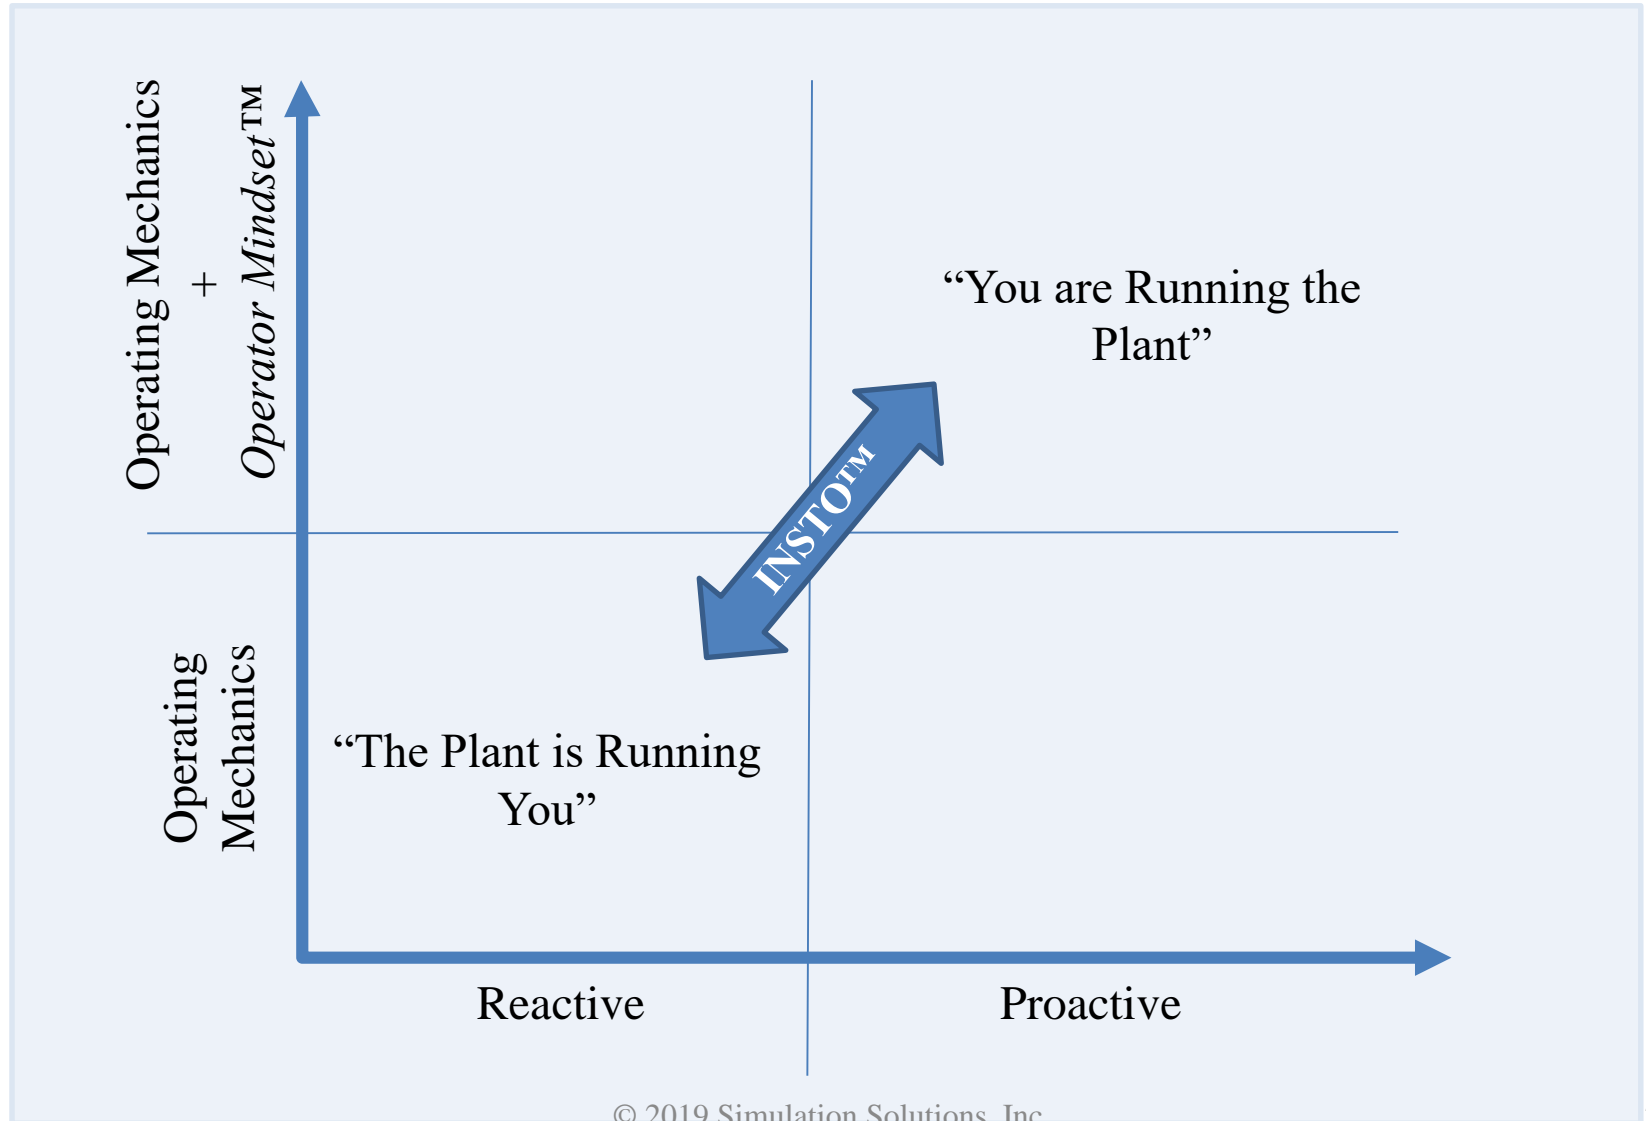 Operating Mechanics
+
Operator Mindset™
“You are Running the
Plant”
INSTO™
Operating
Mechanics
“The Plant is Running
You”
Reactive
Proactive
© 2019 Simulation Solutions, Inc